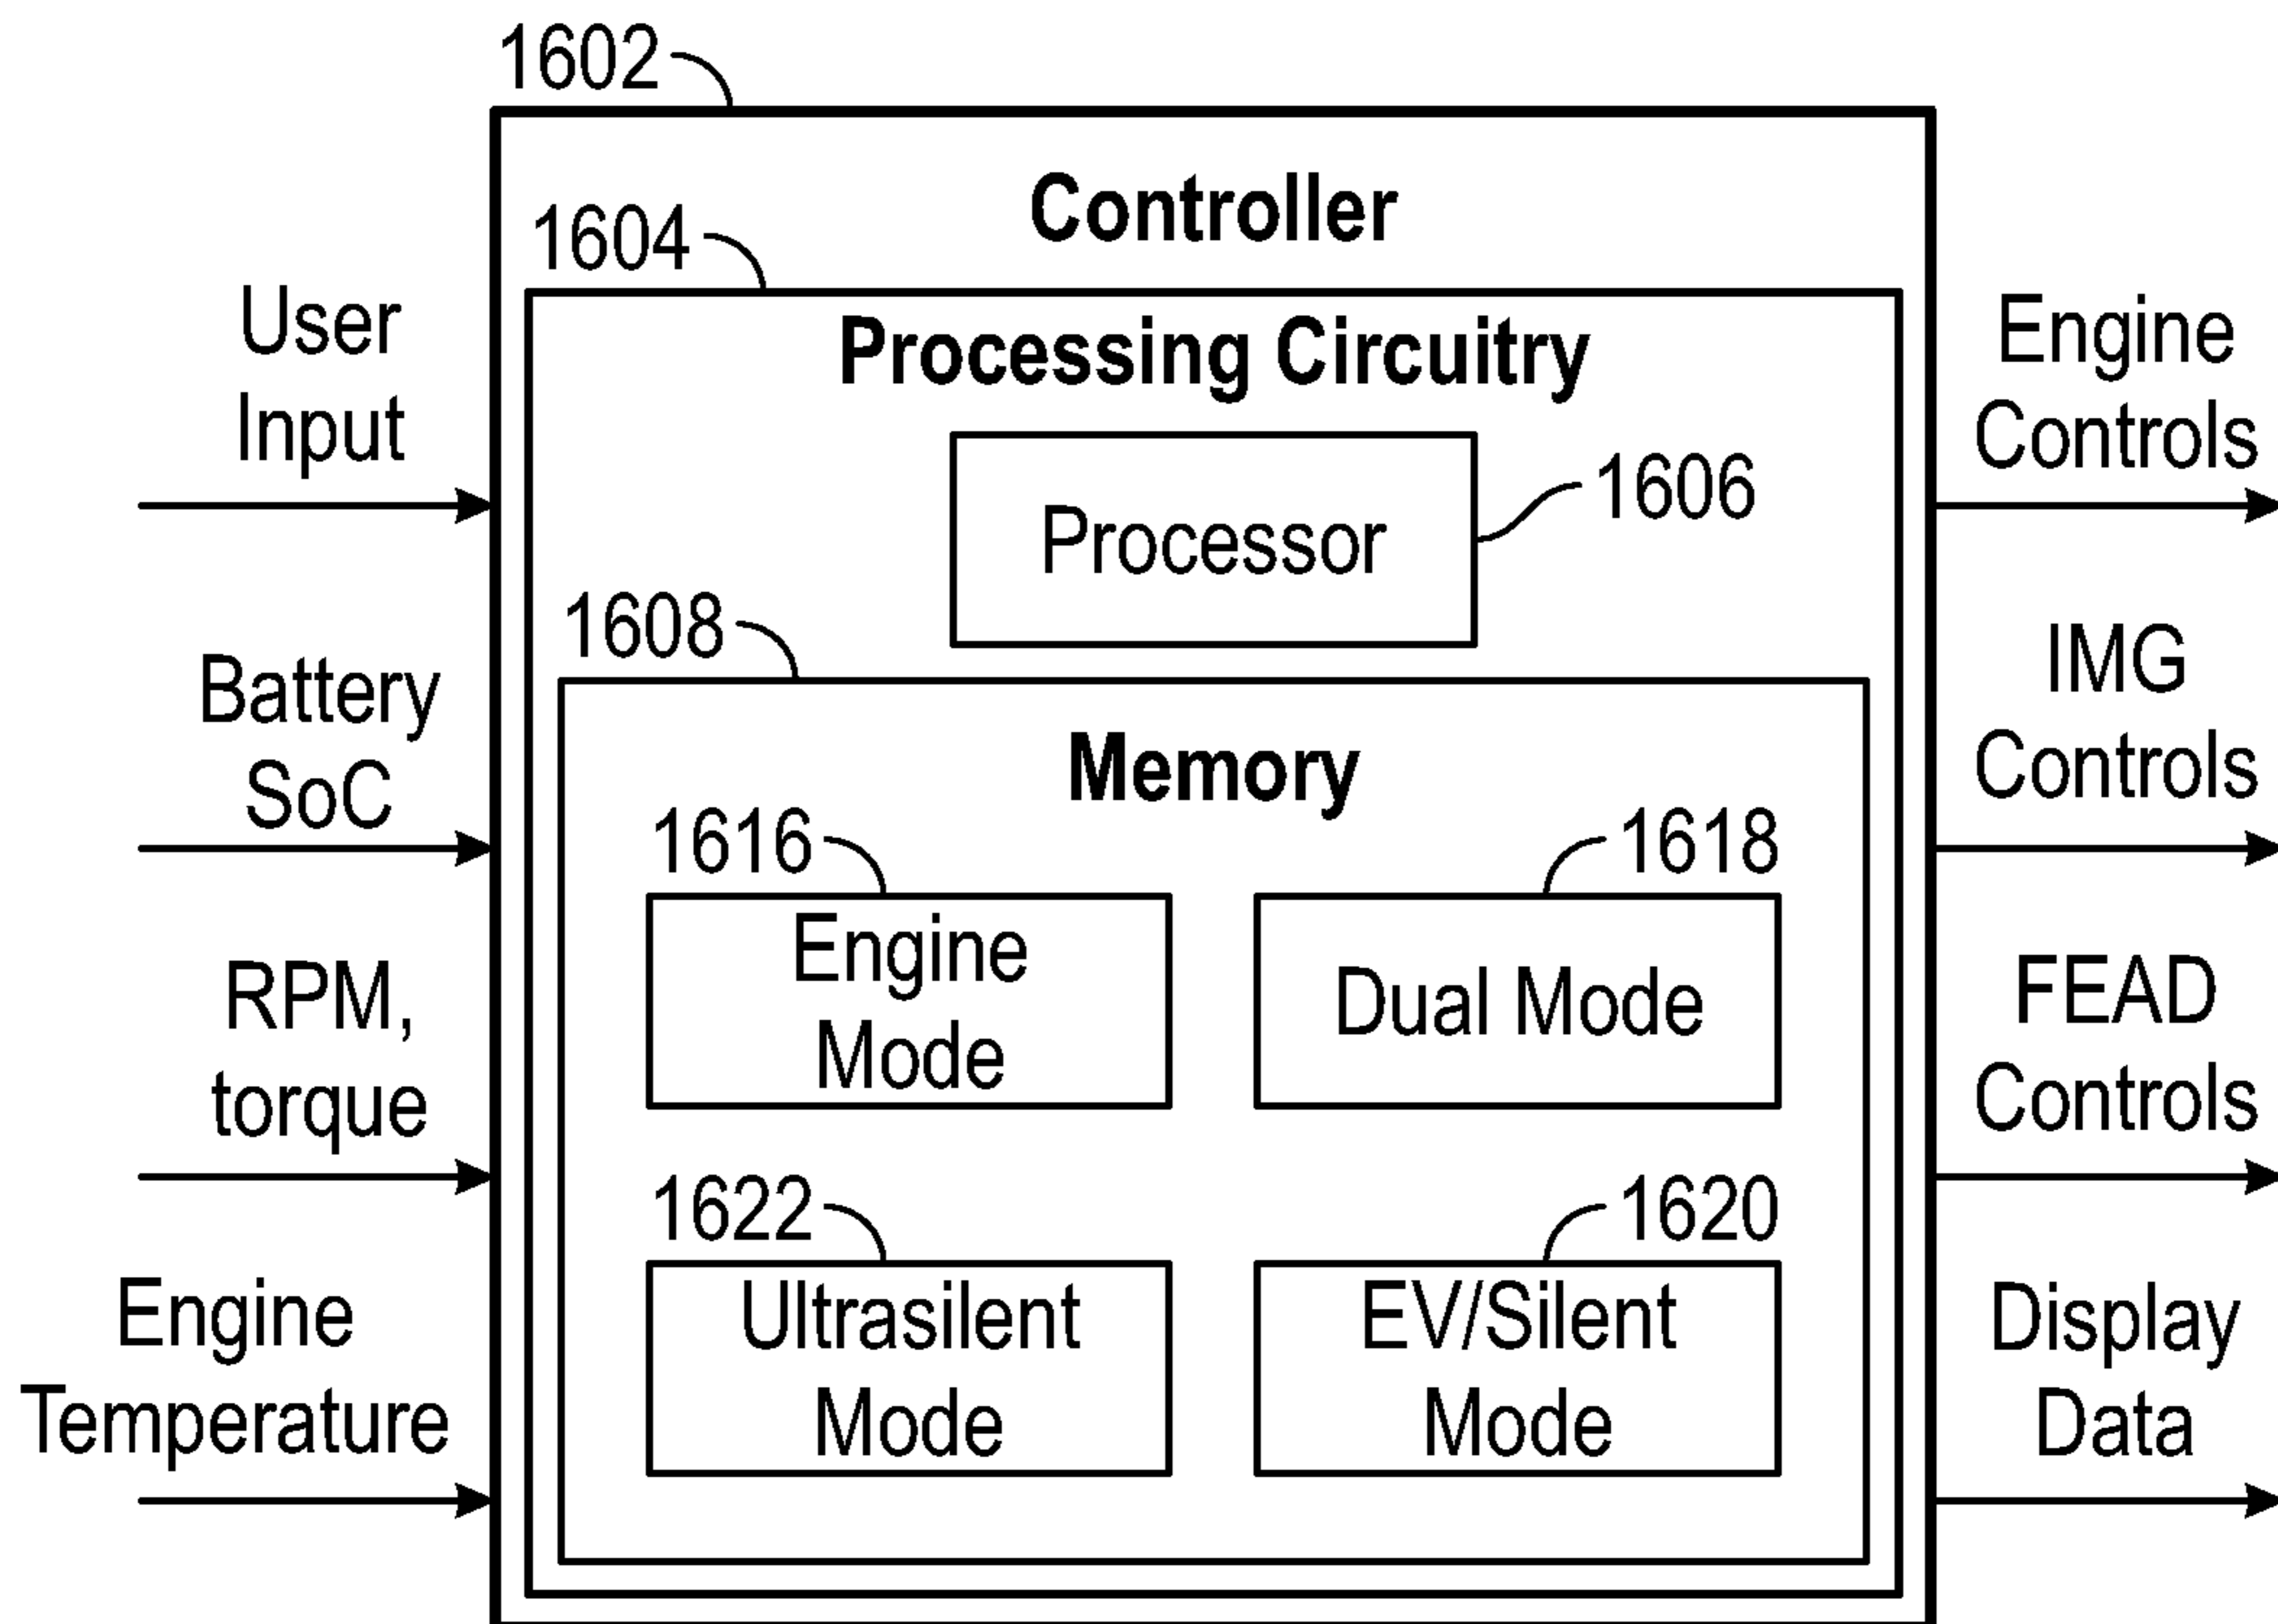 1602
Controller
1604
Processing Circuitry
Processor
1606
1608
Memory
1616
Engine
Mode
1618
Dual Mode
1622
Ultrasilent
Mode
1620
EV/Silent
Mode
User
Input
Battery
SoC
RPM,
torque
Engine
Temperature
Engine
Controls
IMG
Controls
FEAD
Controls
Display
Data